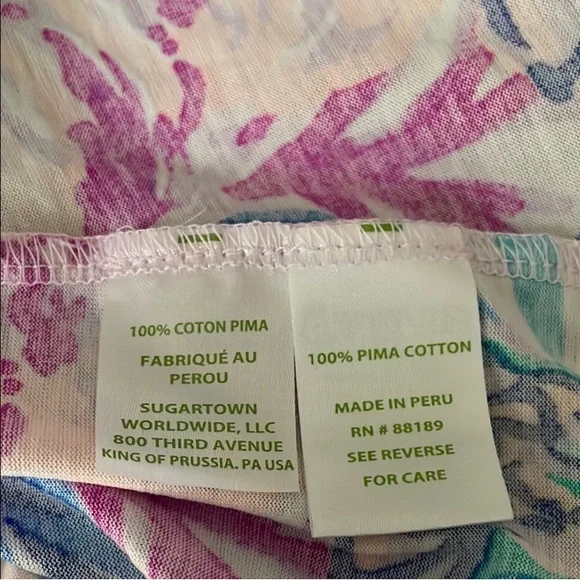 100% COTON PIMA
FABRIQUÉ AU
PEROU
SUGARTOWN
WORLDWIDE, LLC
800 THIRD AVENUE
KING OF PRUSSIA. PA USA
100% PIMA COTTON
MADE IN PERU
RN # 88189
SEE REVERSE
FOR CARE